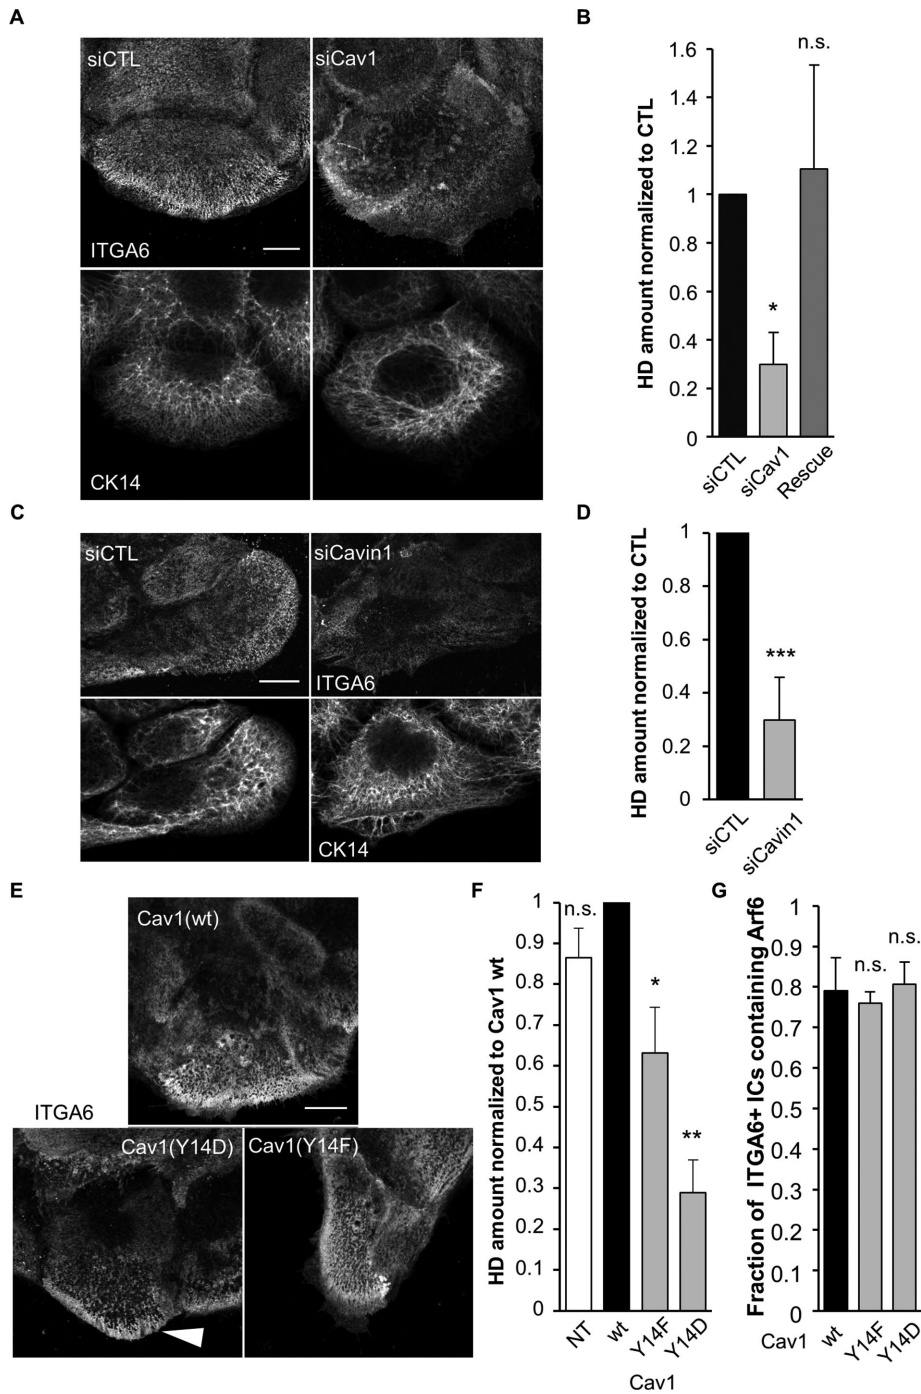 A
siCTL
siCav1
ITGA6
CK14
B
HD amount normalized to CTL
1.6
1.4
1.2
1
0.8
0.6
0.4
0.2
0
n.s.
*
siCTL
siCav1
Rescue
C
siCTL
siCavin1
ITGA6
CK14
D
HD amount normalized to CTL
1
0.8
0.6
0.4
0.2
0
***
siCTL
siCavin1
E
Cav1(wt)
ITGA6
Cav1(Y14D)
Cav1(Y14F)
F
HD amount normalized to Cav1 wt
1
0.9
0.8
0.7
0.6
0.5
0.4
0.3
0.2
0.1
0
n.s.
*
**
NT
wt
Y14F
Y14D
Cav1
G
Fraction of ITGA6+ ICs containing Arf6
1
0.9
0.8
0.7
0.6
0.5
0.4
0.3
0.2
0.1
0
n.s.
n.s.
Cav1
wt
Y14F
Y14D